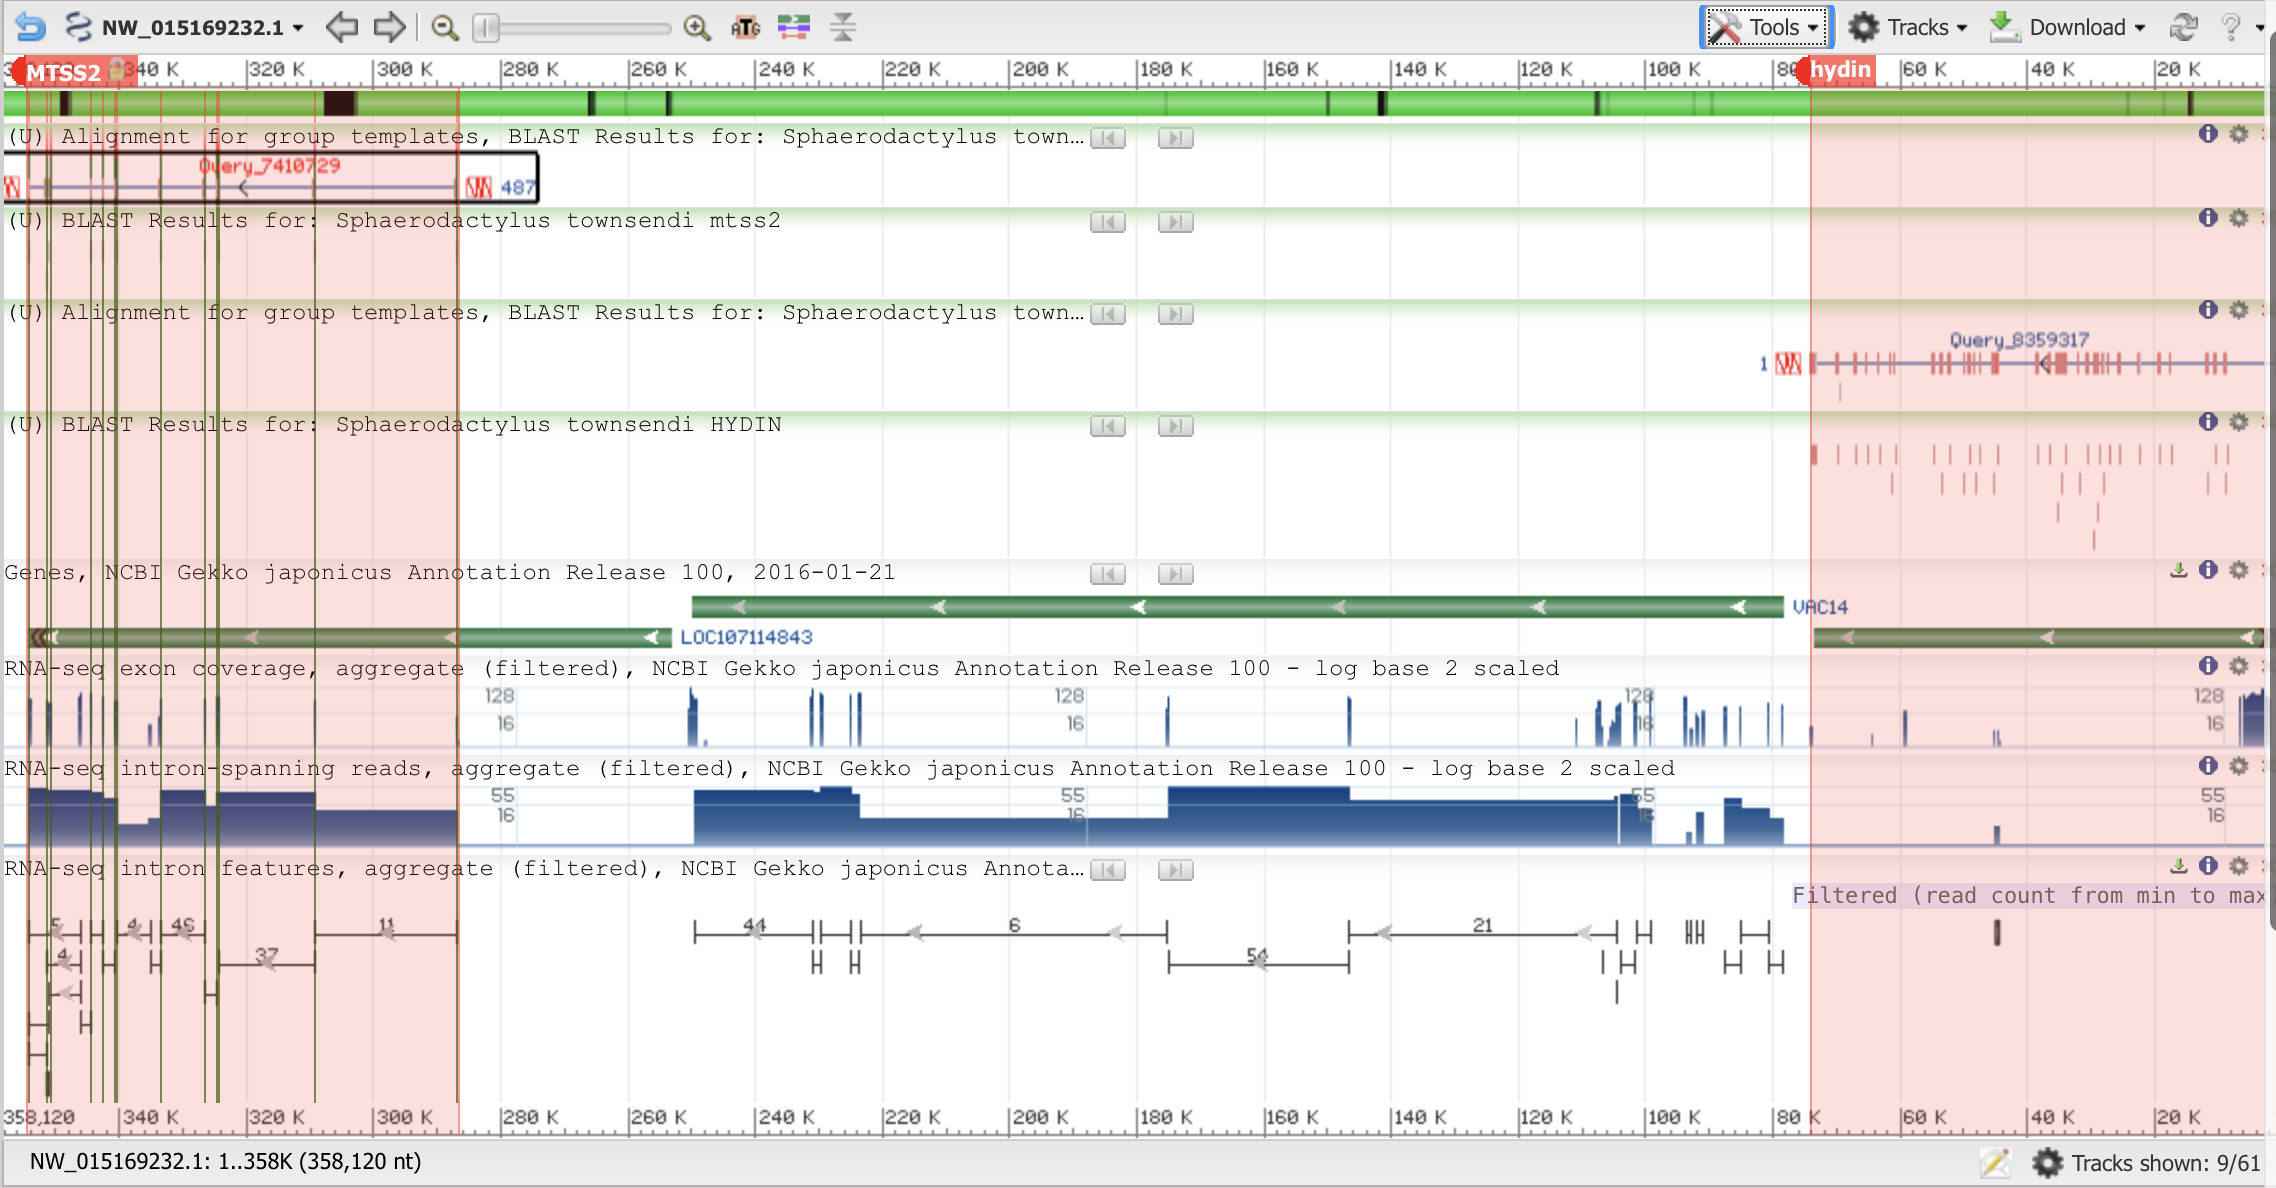 NW_015169232.1 Tools Tracks Download ?
MTSS2 340 K 320 K 300 K 280 K 260 K 240 K 220 K 200 K 180 K 160 K 140 K 120 K 100 K 80 hydin 60 K 40 K 20 K
(U) Alignment for group templates, BLAST Results for: Sphaerodactylus town...
Query_7410729
487
(U) BLAST Results for: Sphaerodactylus townsendi mtss2
(U) Alignment for group templates, BLAST Results for: Sphaerodactylus town...
Query_8359317
1
(U) BLAST Results for: Sphaerodactylus townsendi HYDIN
Genes, NCBI Gekko japonicus Annotation Release 100, 2016-01-21
VAC14
LOC107114843
RNA-seq exon coverage, aggregate (filtered), NCBI Gekko japonicus Annotation Release 100 - log base 2 scaled
128 128 128 128
16 16 16 16
RNA-seq intron-spanning reads, aggregate (filtered), NCBI Gekko japonicus Annotation Release 100 - log base 2 scaled
55 55 55 55
16 16 16 16
RNA-seq intron features, aggregate (filtered), NCBI Gekko japonicus Annota...
Filtered (read count from min to max
5 4 46 11 44 6 21
4 37 54
358,120 340 K 320 K 300 K 280 K 260 K 240 K 220 K 200 K 180 K 160 K 140 K 120 K 100 K 80 K 60 K 40 K 20 K
NW_015169232.1: 1..358K (358,120 nt) Tracks shown: 9/61